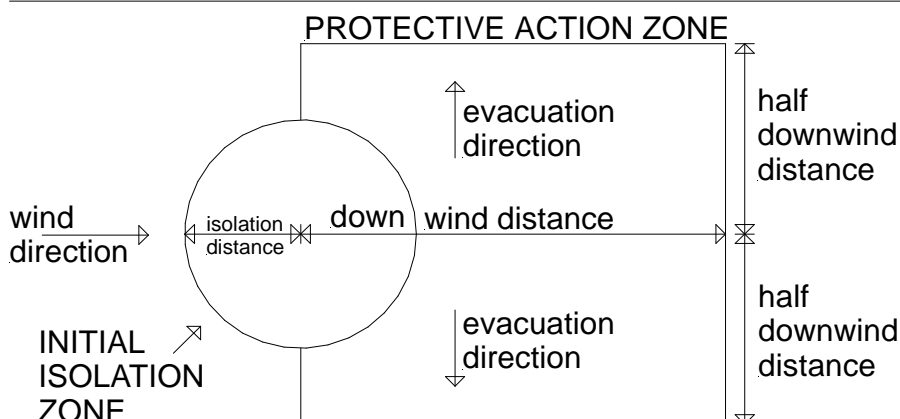 PROTECTIVE ACTION ZONE
evacuation
direction
half
downwind
distance
wind
direction
isolation
distance
down wind distance
INITIAL
ISOLATION
ZONE
evacuation
direction
half
downwind
distance